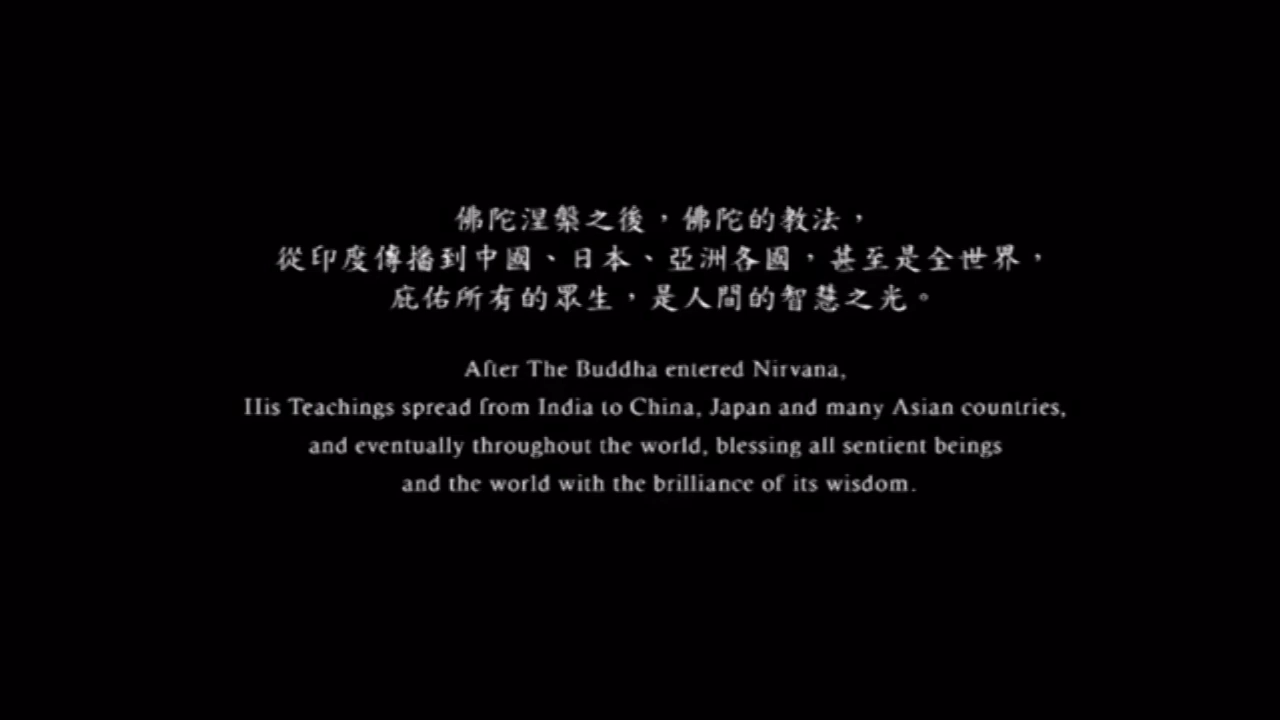 佛陀涅槃之後，佛陀的教法，
從印度傳播到中國、日本、亞洲各國，甚至是全世界，
庇佑所有的眾生，是人間的智慧之光。
After The Buddha entered Nirvana,
His Teachings spread from India to China, Japan and many Asian countries,
and eventually throughout the world, blessing all sentient beings
and the world with the brilliance of its wisdom.